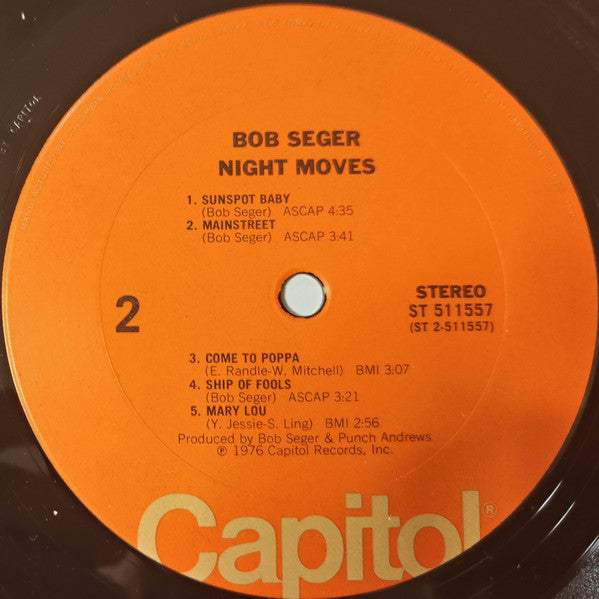 BOB SEGER
NIGHT MOVES
1. SUNSPOT BABY
(Bob Seger) ASCAP 4:35
2. MAINSTREET
(Bob Seger) ASCAP 3:41
2
STEREO
ST 511557
(ST 2-511557)
3. COME TO POPPA
(E. Randle-W. Mitchell) BMI 3:07
4. SHIP OF FOOLS
(Bob Seger) ASCAP 3:21
5. MARY LOU
(Y. Jessie-S. Ling) BMI 2:56
Produced by Bob Seger & Punch Andrews
℗ 1976 Capitol Records, Inc.
Capitol®